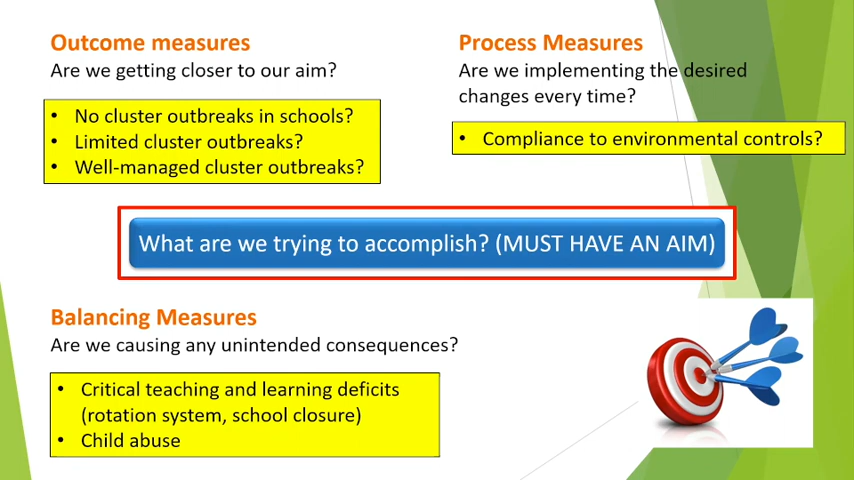 Outcome measures
Are we getting closer to our aim?
• No cluster outbreaks in schools?
• Limited cluster outbreaks?
• Well-managed cluster outbreaks?
Process Measures
Are we implementing the desired
changes every time?
• Compliance to environmental controls?
What are we trying to accomplish? (MUST HAVE AN AIM)
Balancing Measures
Are we causing any unintended consequences?
• Critical teaching and learning deficits
(rotation system, school closure)
• Child abuse